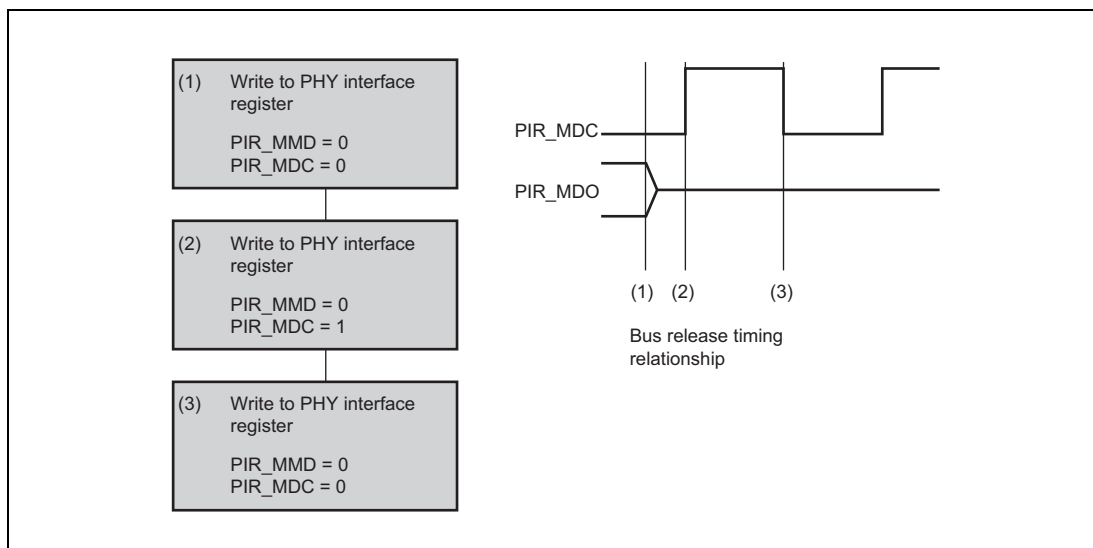 (1) Write to PHY interface
register
PIR_MMD = 0
PIR_MDC = 0
(2) Write to PHY interface
register
PIR_MMD = 0
PIR_MDC = 1
(3) Write to PHY interface
register
PIR_MMD = 0
PIR_MDC = 0
PIR_MDC
PIR_MDO
(1) (2) (3)
Bus release timing
relationship